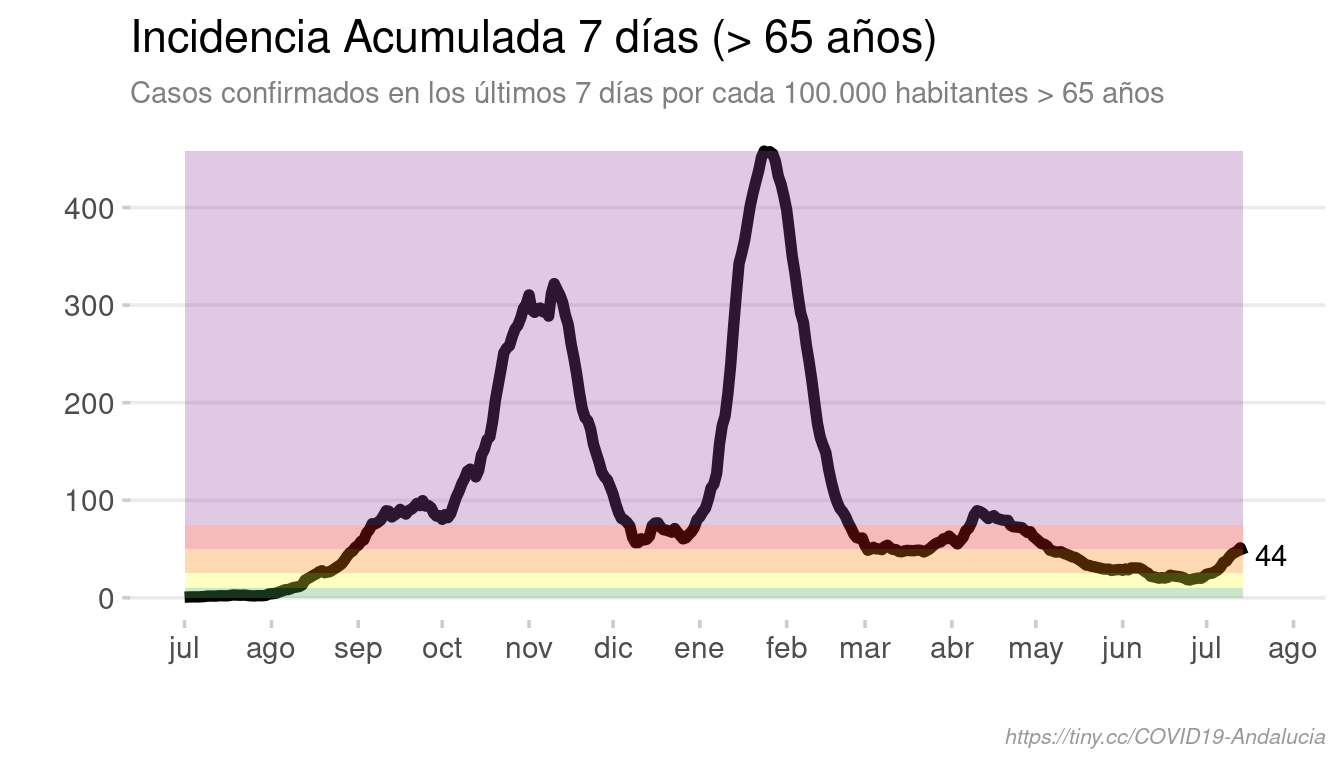 Incidencia Acumulada 7 días (> 65 años)
Casos confirmados en los últimos 7 días por cada 100.000 habitantes > 65 años
400
300
200
100
0
44
jul ago sep oct nov dic ene feb mar abr may jun jul ago
https://tiny.cc/COVID19-Andalucia